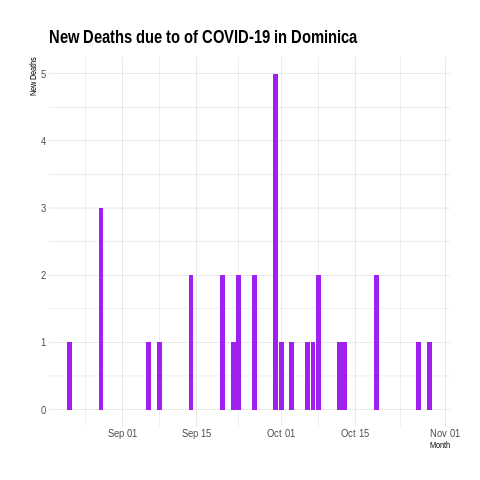 New Deaths due to of COVID-19 in Dominica
New Deaths
5
4
3
2
1
0
Sep 01 Sep 15 Oct 01 Oct 15 Nov 01
Month